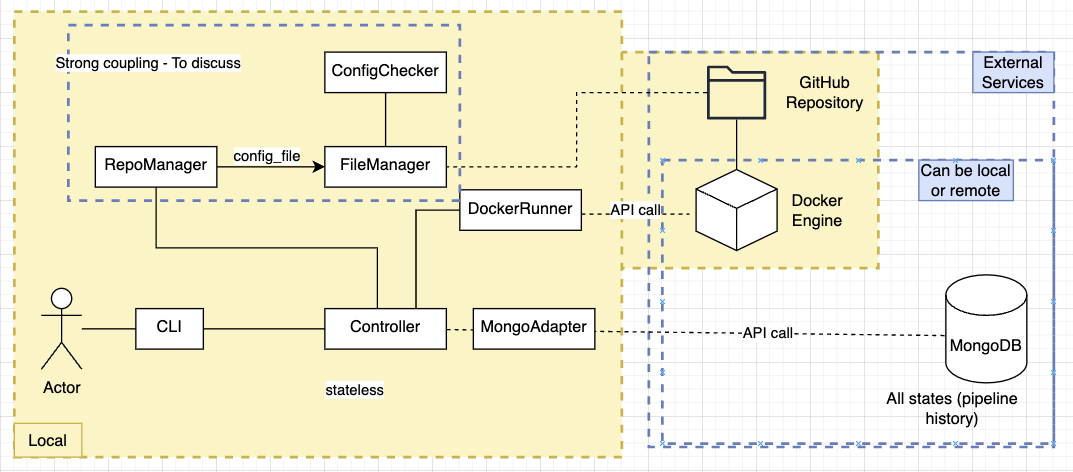 Strong coupling - To discuss
ConfigChecker
RepoManager
config_file
FileManager
GitHub
Repository
External
Services
Can be local
or remote
DockerRunner
API call
Docker
Engine
CLI
Controller
MongoAdapter
API call
MongoDB
Actor
stateless
All states (pipeline
history)
Local